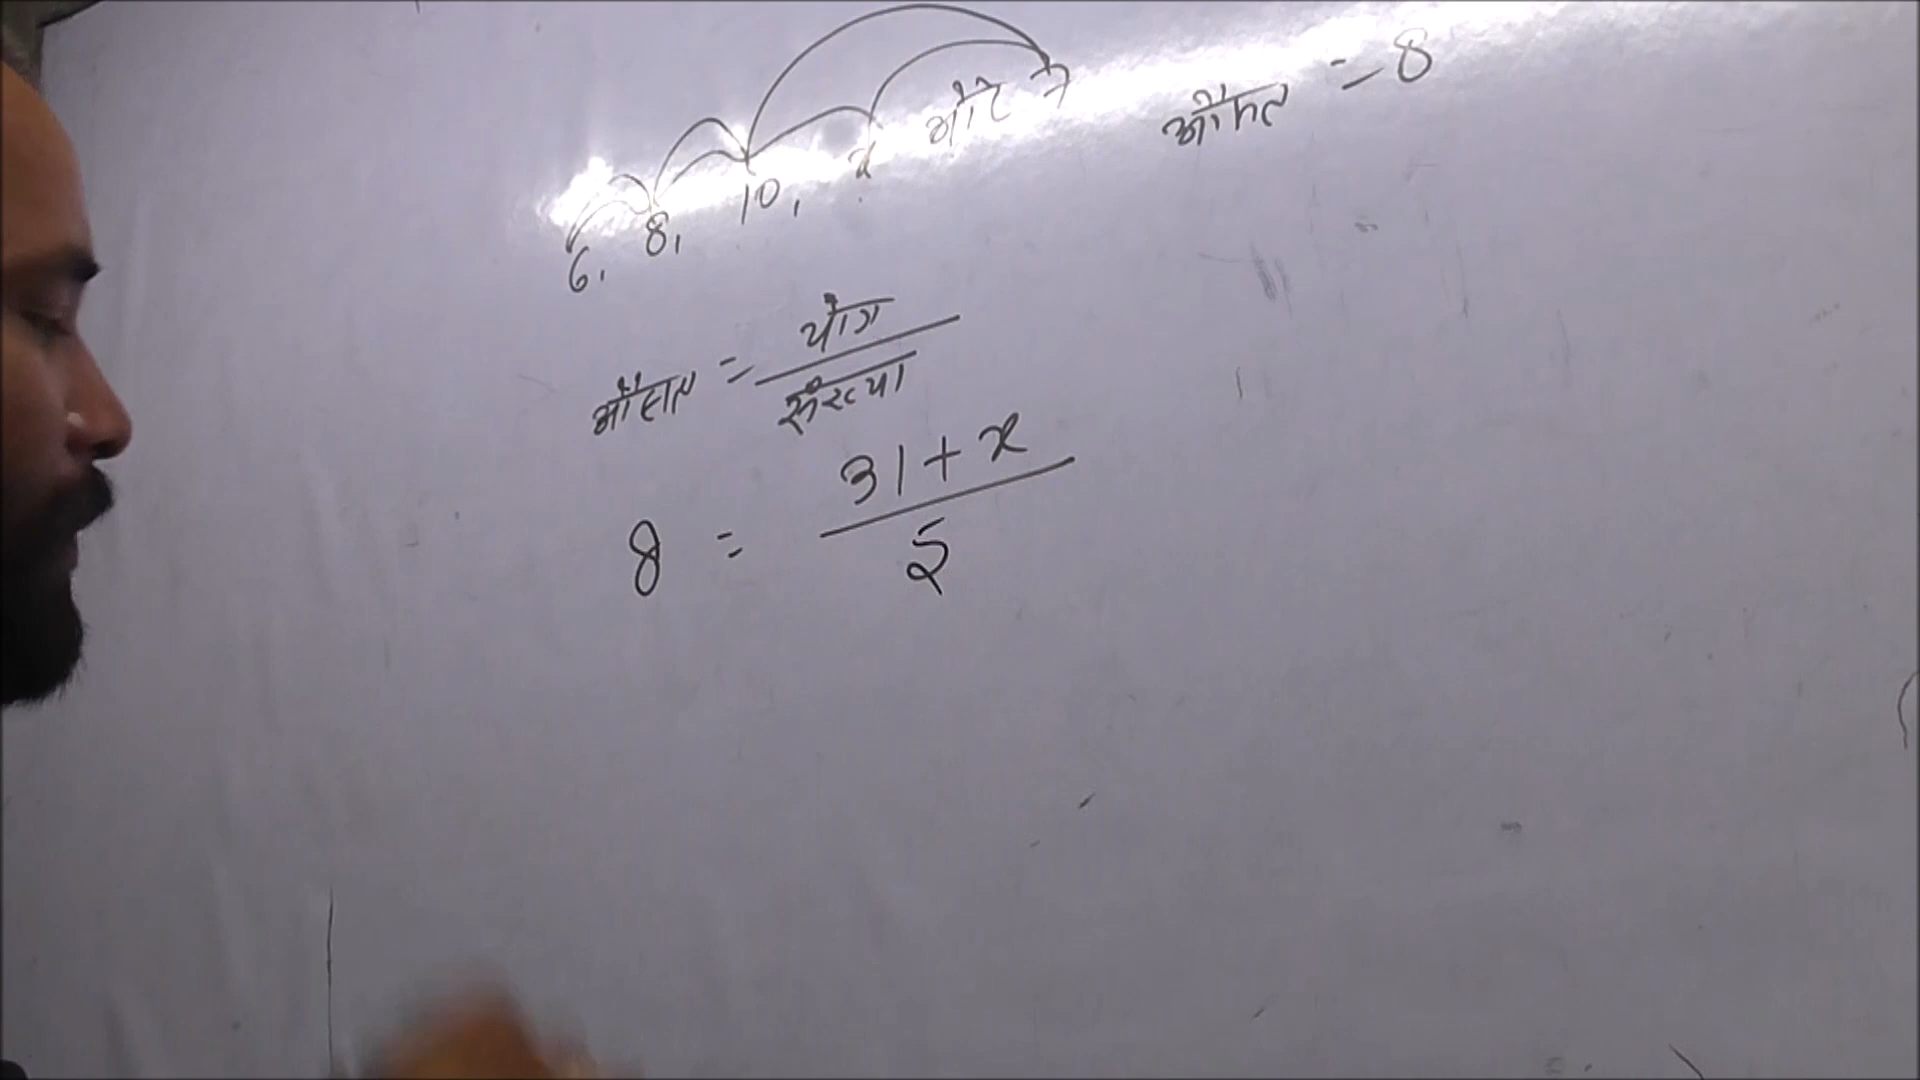 6, 8, 10, x और 7 औसत = 8
औसत = योग / संख्या
8 = 31 + x / 5